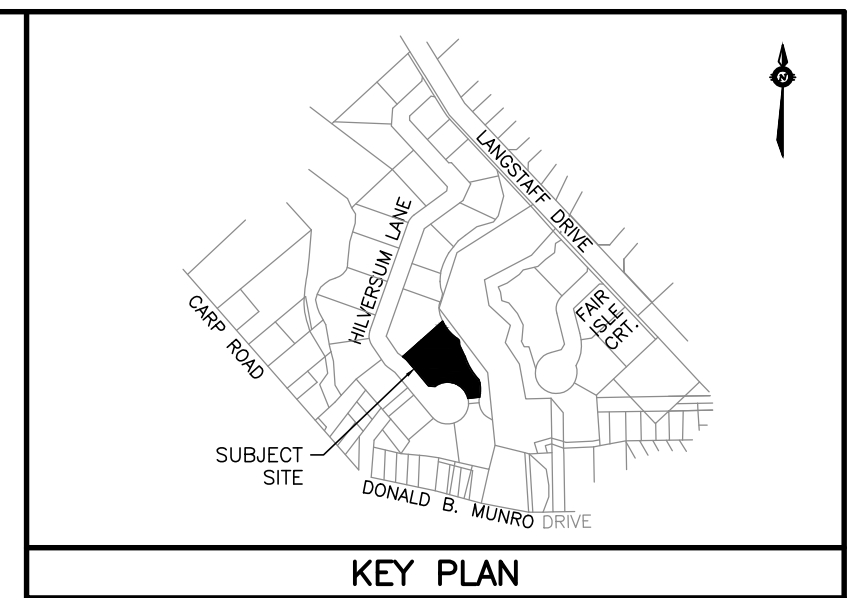 N
LANGSTAFF DRIVE
HILVERSUM LANE
FAIR
ISLE
CRT.
CARP ROAD
SUBJECT
SITE
DONALD B. MUNRO DRIVE
KEY PLAN